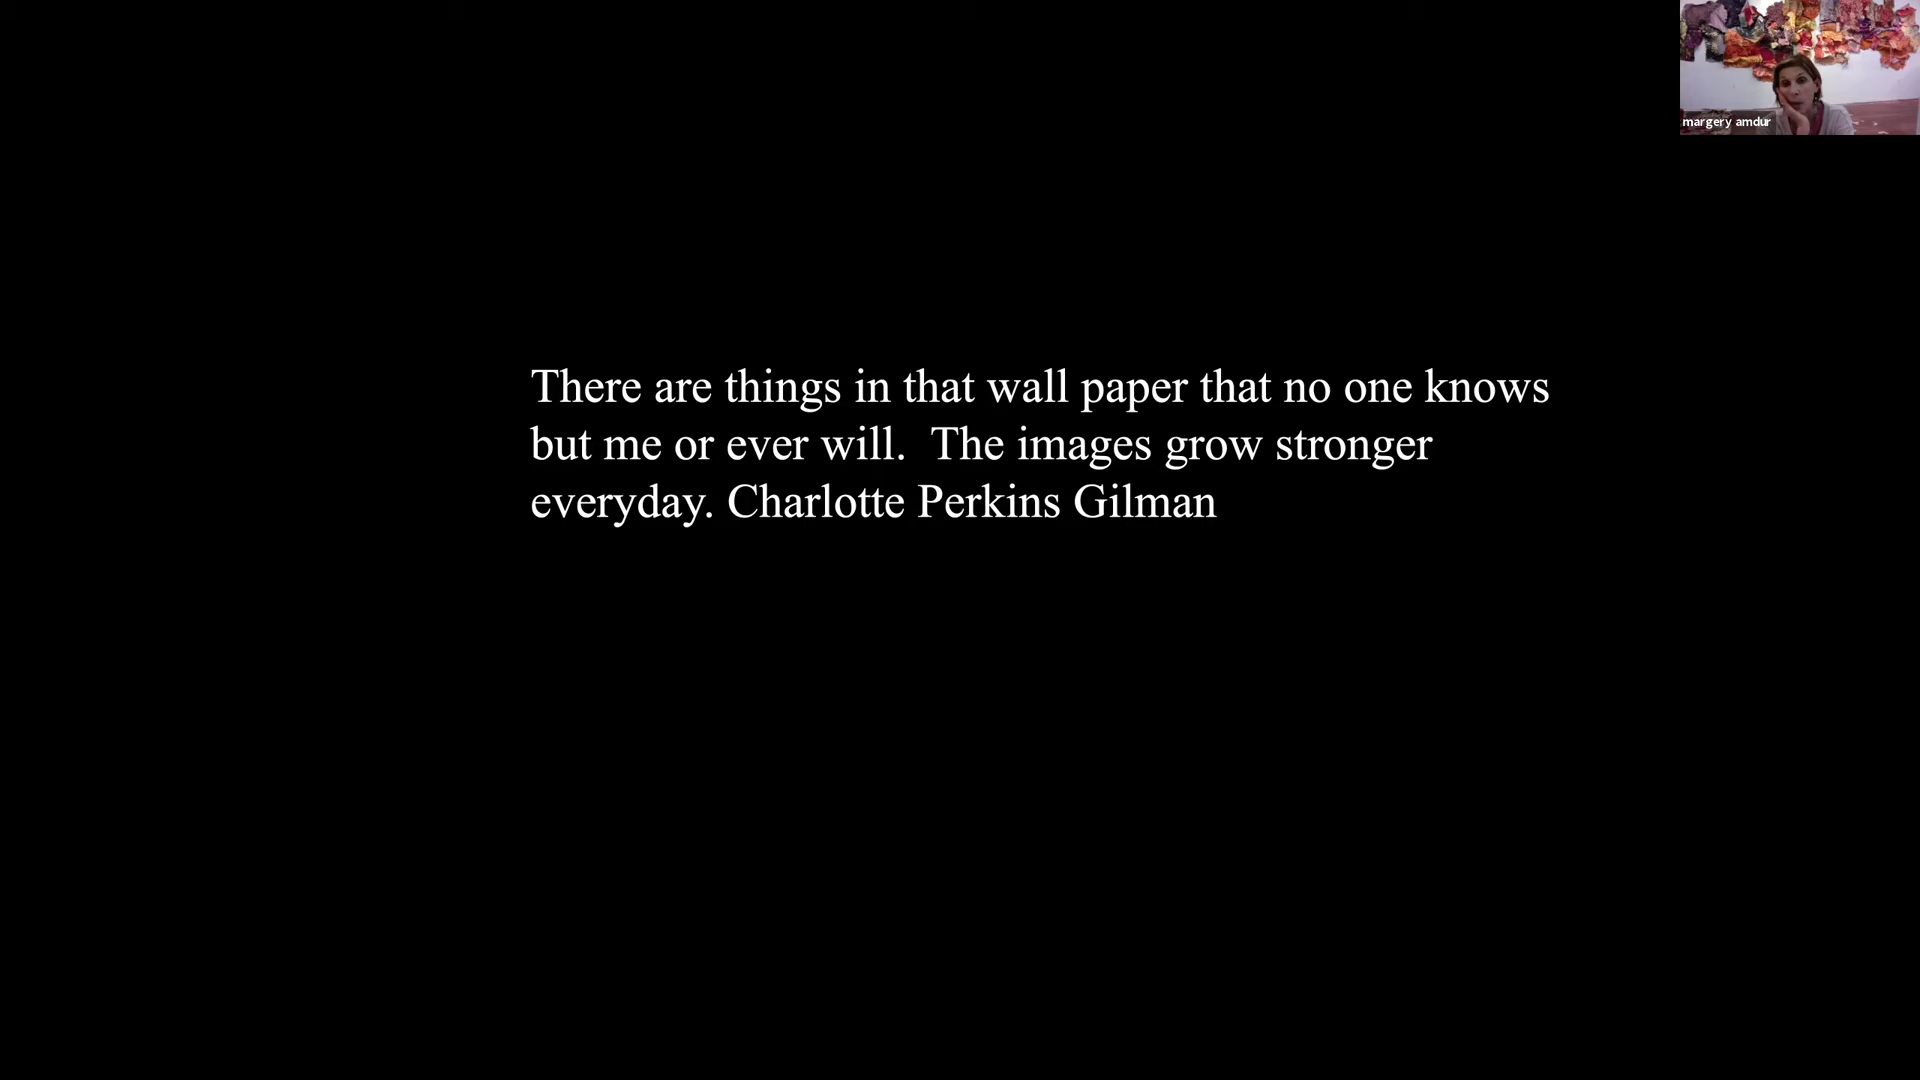 margery amdur
There are things in that wall paper that no one knows
but me or ever will.  The images grow stronger
everyday. Charlotte Perkins Gilman